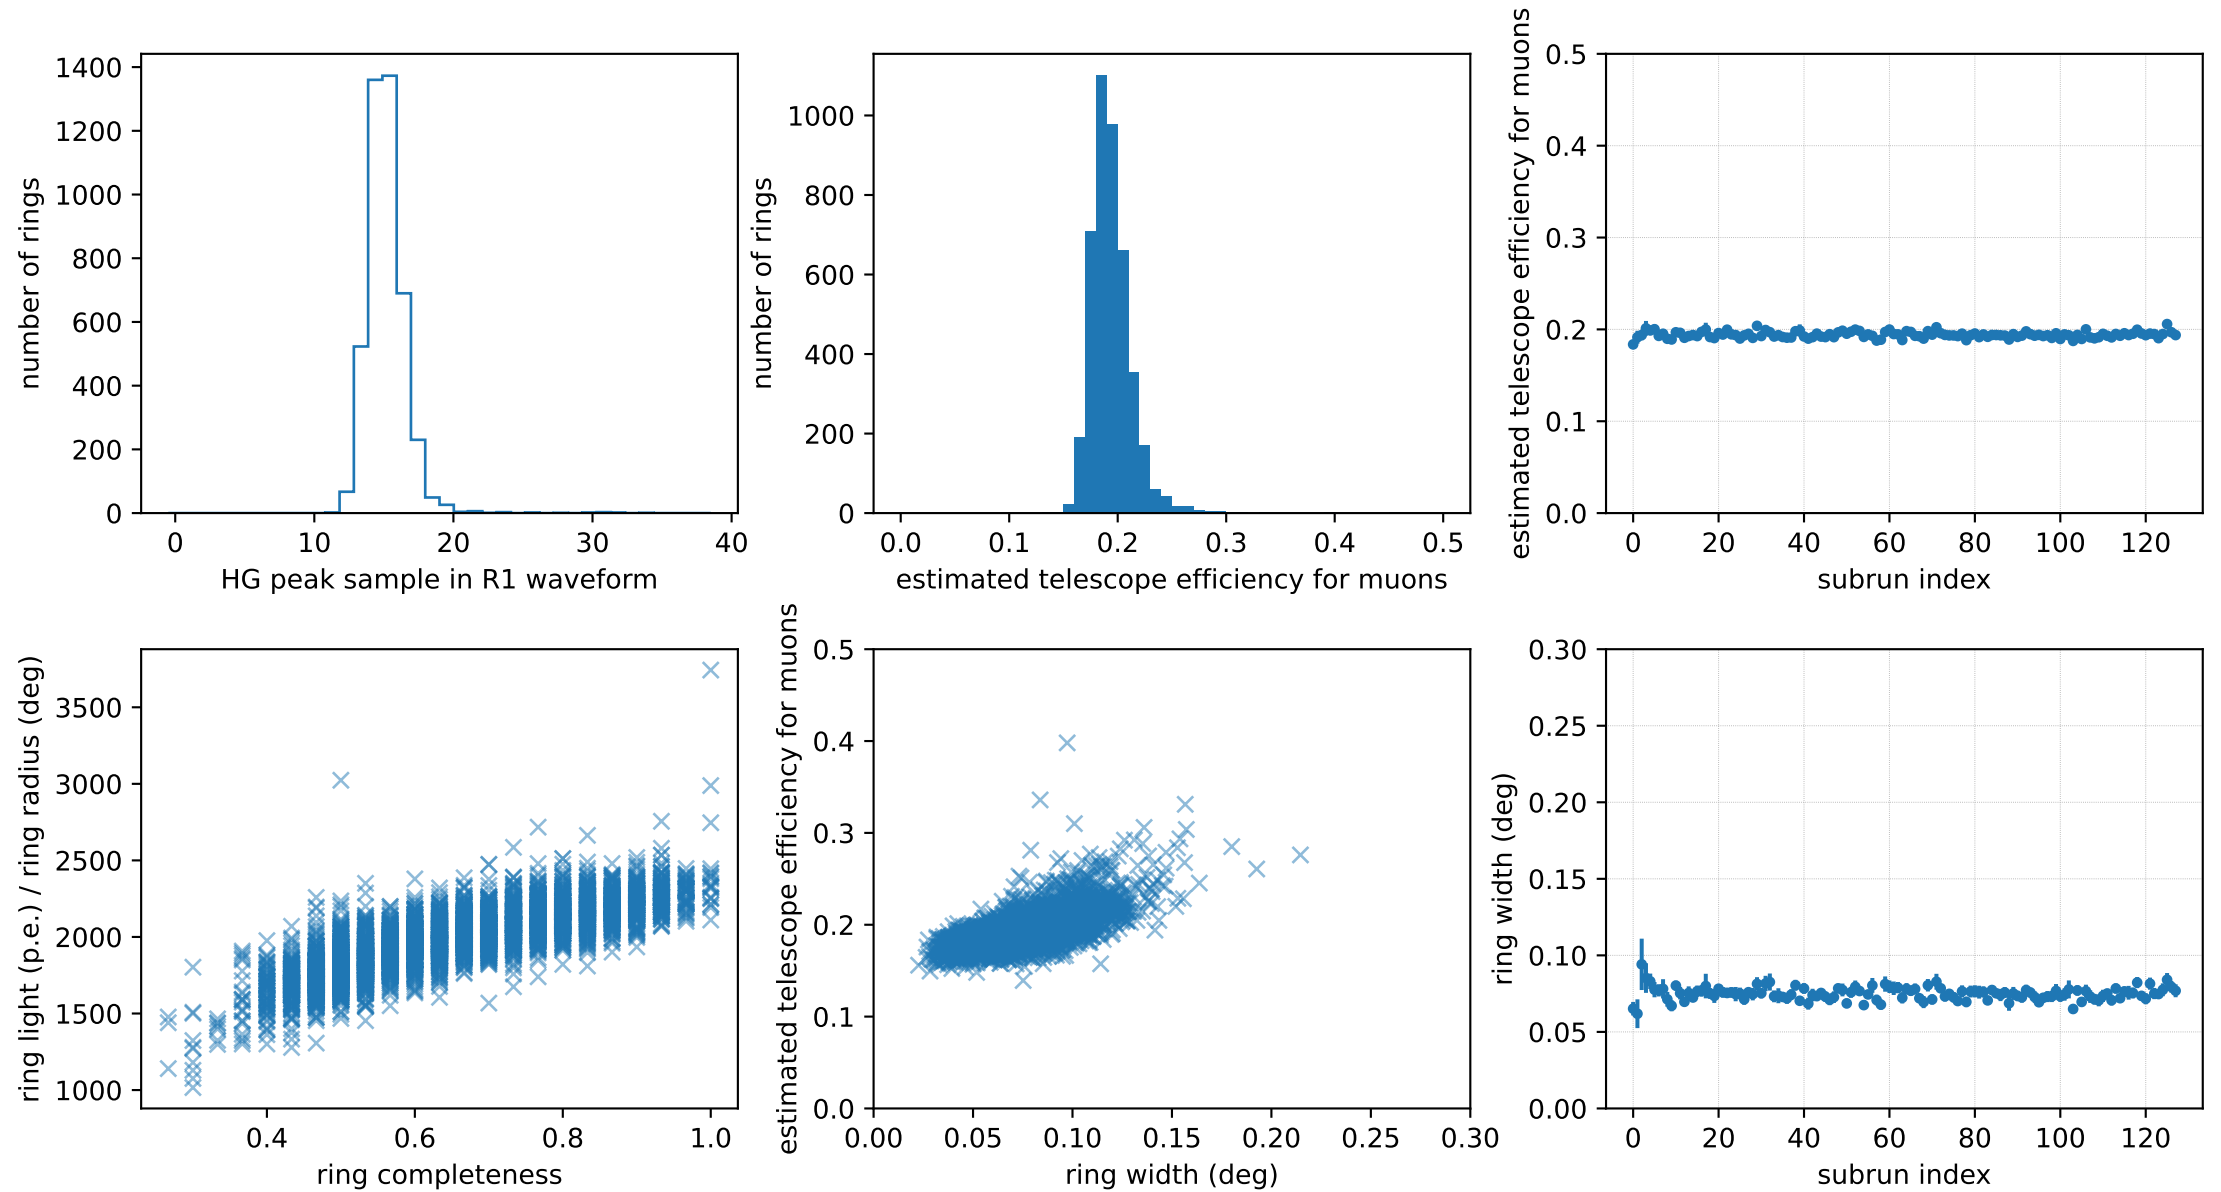 1400
1200
1000
800
600
400
200
0
number of rings
0 10 20 30 40
HG peak sample in R1 waveform
1000
800
600
400
200
0
number of rings
0.0 0.1 0.2 0.3 0.4 0.5
estimated telescope efficiency for muons
0.5
0.4
0.3
0.2
0.1
0.0
estimated telescope efficiency for muons
0 20 40 60 80 100 120
subrun index
3500
3000
2500
2000
1500
1000
ring light (p.e.) / ring radius (deg)
0.4 0.6 0.8 1.0
ring completeness
0.5
0.4
0.3
0.2
0.1
0.0
estimated telescope efficiency for muons
0.00 0.05 0.10 0.15 0.20 0.25 0.30
ring width (deg)
0.30
0.25
0.20
0.15
0.10
0.05
0.00
ring width (deg)
0 20 40 60 80 100 120
subrun index